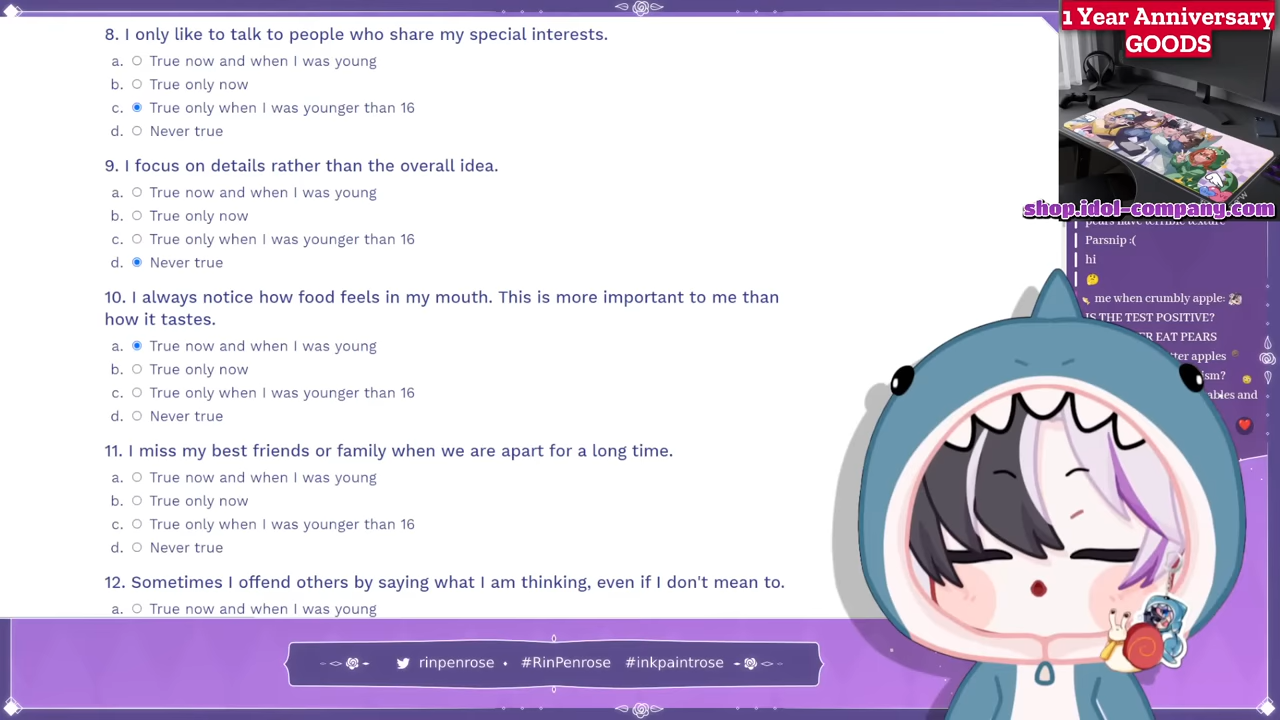 8. I only like to talk to people who share my special interests.
a. True now and when I was young
b. True only now
c. True only when I was younger than 16
d. Never true
9. I focus on details rather than the overall idea.
a. True now and when I was young
b. True only now
c. True only when I was younger than 16
d. Never true
10. I always notice how food feels in my mouth. This is more important to me than
how it tastes.
a. True now and when I was young
b. True only now
c. True only when I was younger than 16
d. Never true
11. I miss my best friends or family when we are apart for a long time.
a. True now and when I was young
b. True only now
c. True only when I was younger than 16
d. Never true
12. Sometimes I offend others by saying what I am thinking, even if I don't mean to.
a. True now and when I was young
1 Year Anniversary
GOODS
shop.idol-company.com
pears have terrible texture
Parsnip :(
hi
me when crumbly apple:
IS THE TEST POSITIVE?
EAT PEARS
apples
and
rinpenrose • #RinPenrose #inkpaintrose